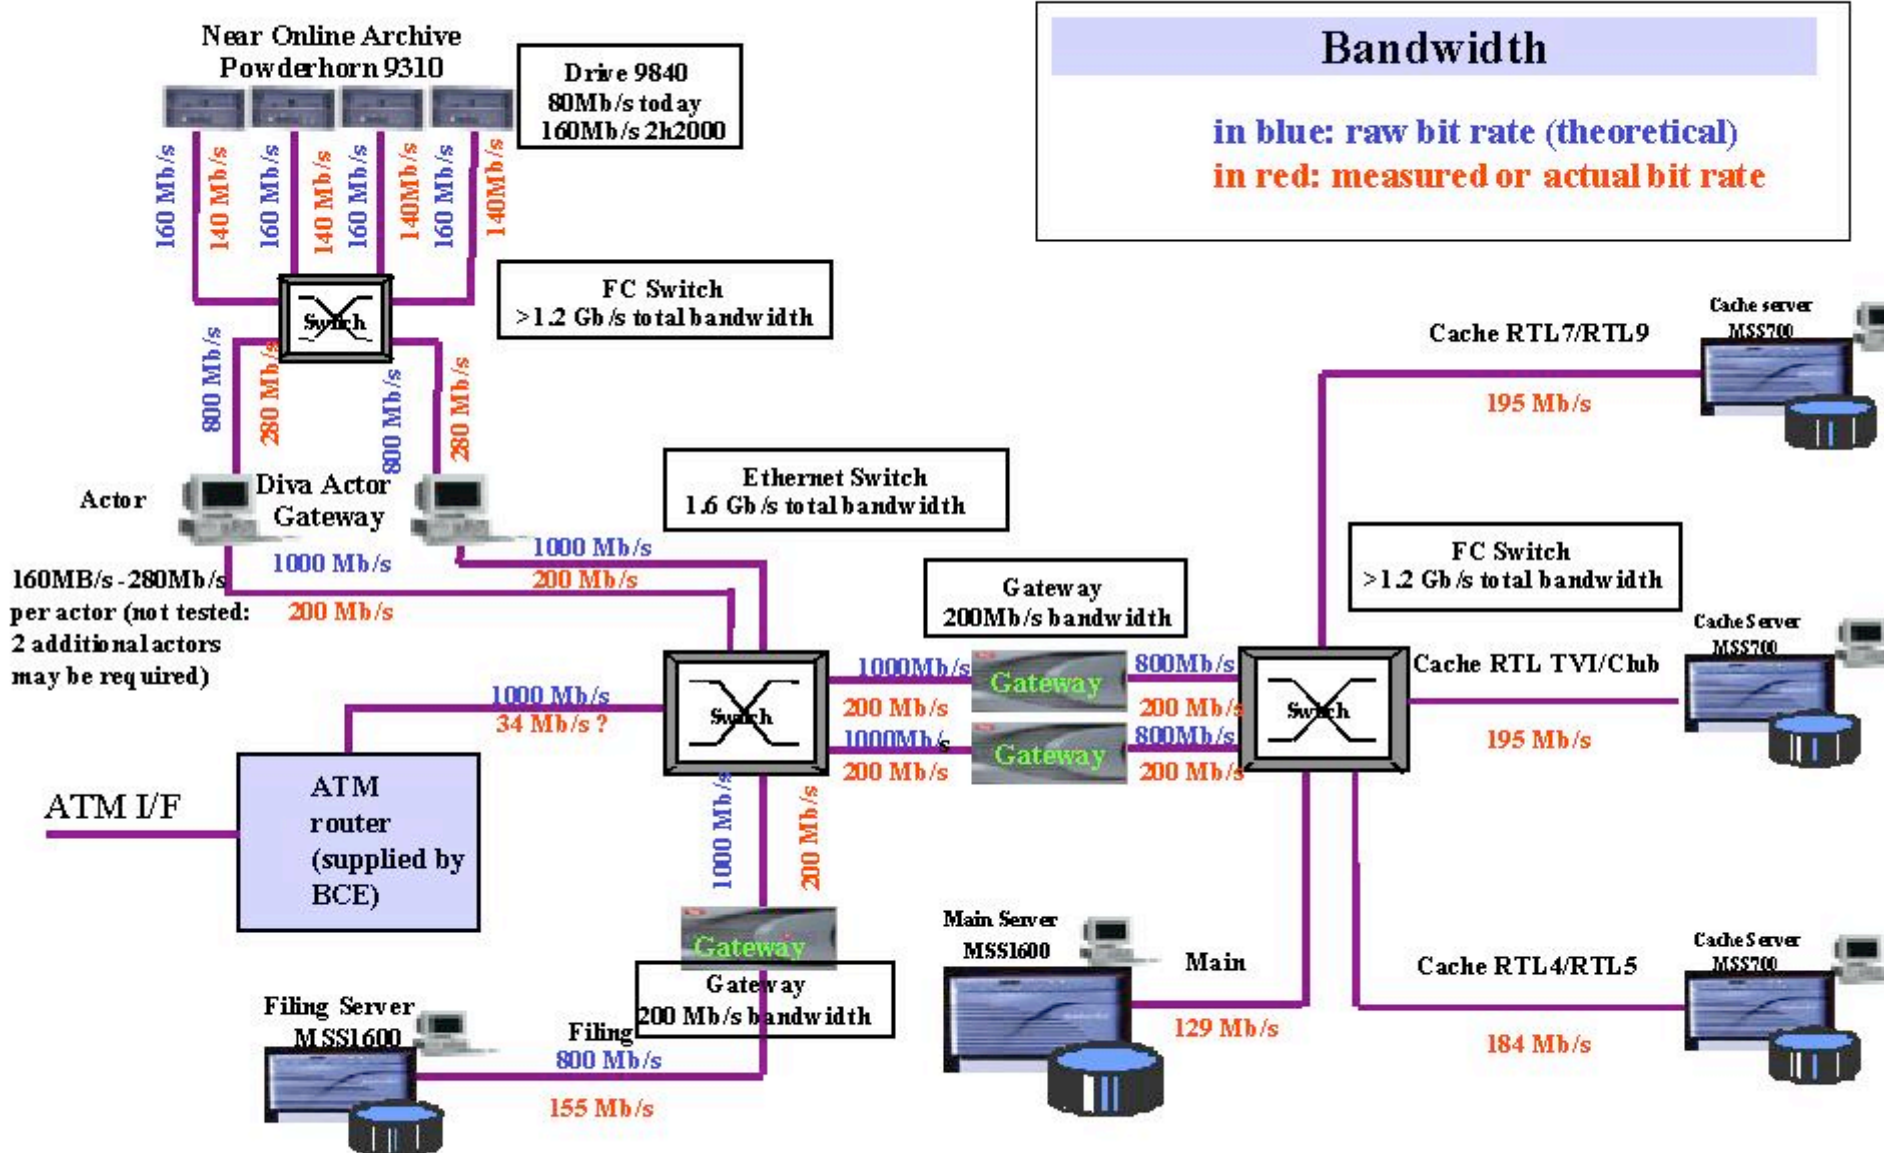 Near Online Archive
Powderhorn 9310
Drive 9840
80Mb/s today
160Mb/s 2h2000
Bandwidth
in blue: raw bit rate (theoretical)
in red: measured or actual bit rate
160 Mb/s
140 Mb/s
160 Mb/s
140 Mb/s
160 Mb/s
140Mb/s
160 Mb/s
140Mb/s
Switch
FC Switch
>1.2 Gb/s total bandwidth
800 Mb/s
280 Mb/s
800 Mb/s
280 Mb/s
Cache server
MSS700
Cache RTL7/RTL9
195 Mb/s
Actor
Diva Actor
Gateway
Ethernet Switch
1.6 Gb/s total bandwidth
1000 Mb/s
200 Mb/s
1000 Mb/s
200 Mb/s
160MB/s -280Mb/s
per actor (not tested:
2 additional actors
may be required)
Gateway
200Mb/s bandwidth
FC Switch
>1.2 Gb/s total bandwidth
Cache Server
MSS700
Cache RTL TVI/Club
195 Mb/s
1000 Mb/s
34 Mb/s ?
Switch
1000Mb/s
200 Mb/s
Gateway
800Mb/s
200 Mb/s
1000Mb/s
200 Mb/s
Gateway
800Mb/s
200 Mb/s
Switch
ATM I/F
ATM
router
(supplied by
BCE)
1000 Mb/s
200 Mb/s
Gateway
Gateway
200 Mb/s bandwidth
Main Server
MSS1600
Main
129 Mb/s
Cache Server
MSS700
Cache RTL4/RTL5
184 Mb/s
Filing Server
MSS1600
Filing
800 Mb/s
155 Mb/s